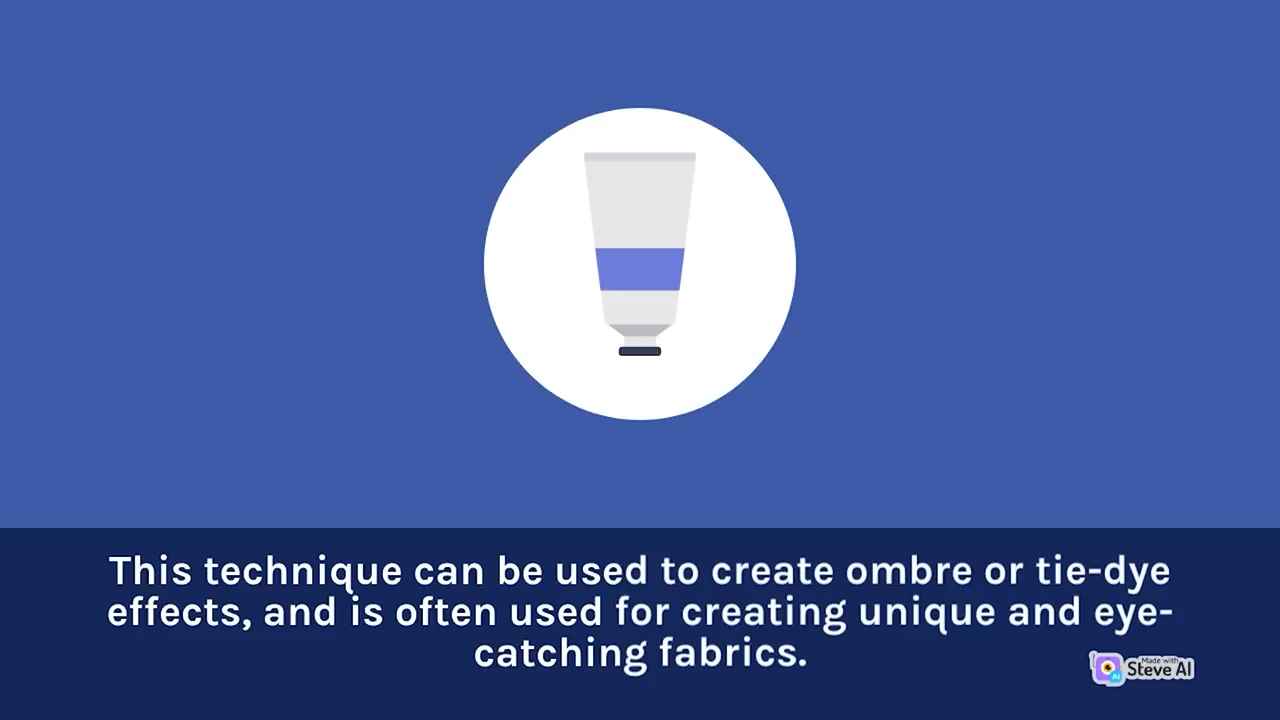 This technique can be used to create ombre or tie-dye
effects, and is often used for creating unique and eye-
catching fabrics.
Made with
Steve AI
AI